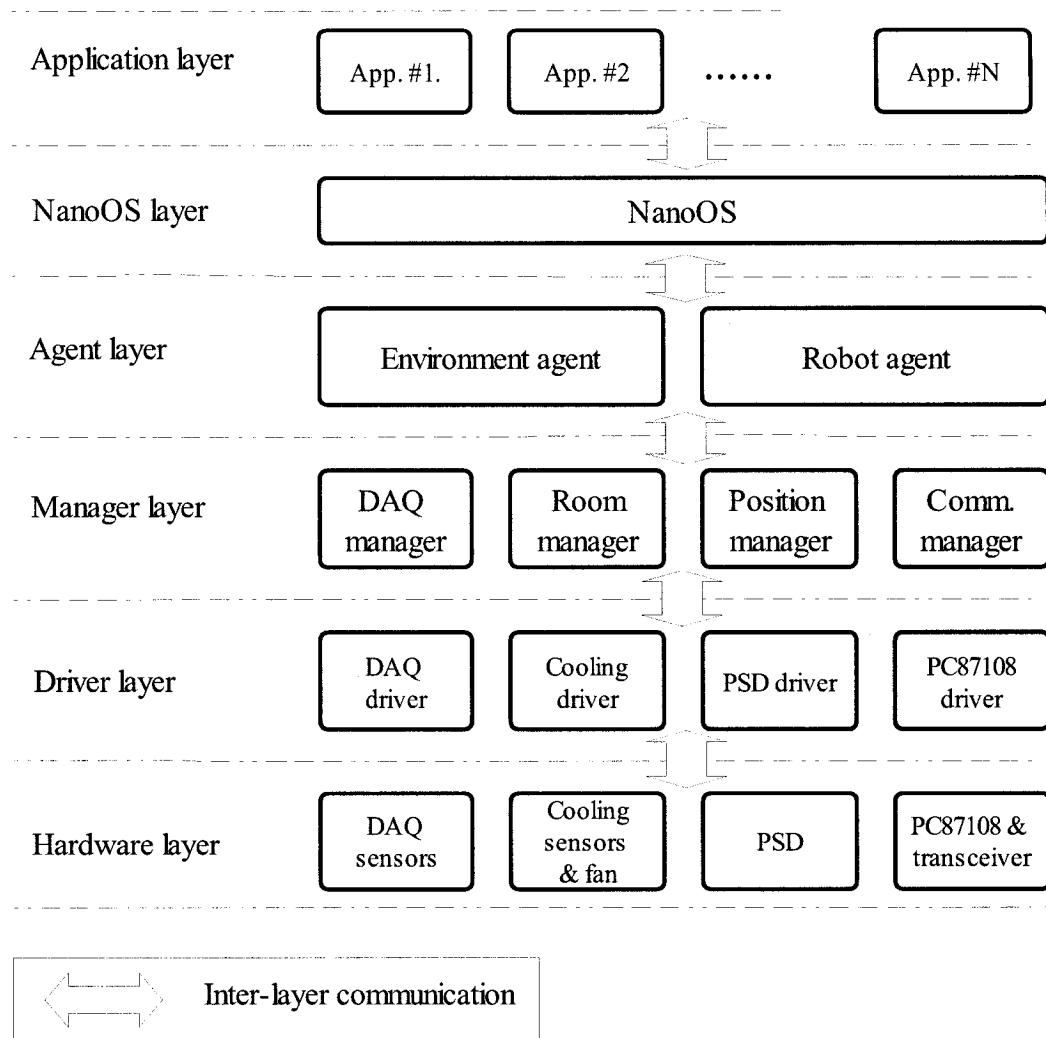 Application layer
App. #1.
App. #2
......
App. #N
NanoOS layer
NanoOS
Agent layer
Environment agent
Robot agent
Manager layer
DAQ
manager
Room
manager
Position
manager
Comm.
manager
Driver layer
DAQ
driver
Cooling
driver
PSD driver
PC87108
driver
Hardware layer
DAQ
sensors
Cooling
sensors
& fan
PSD
PC87108 &
transceiver
Inter-layer communication